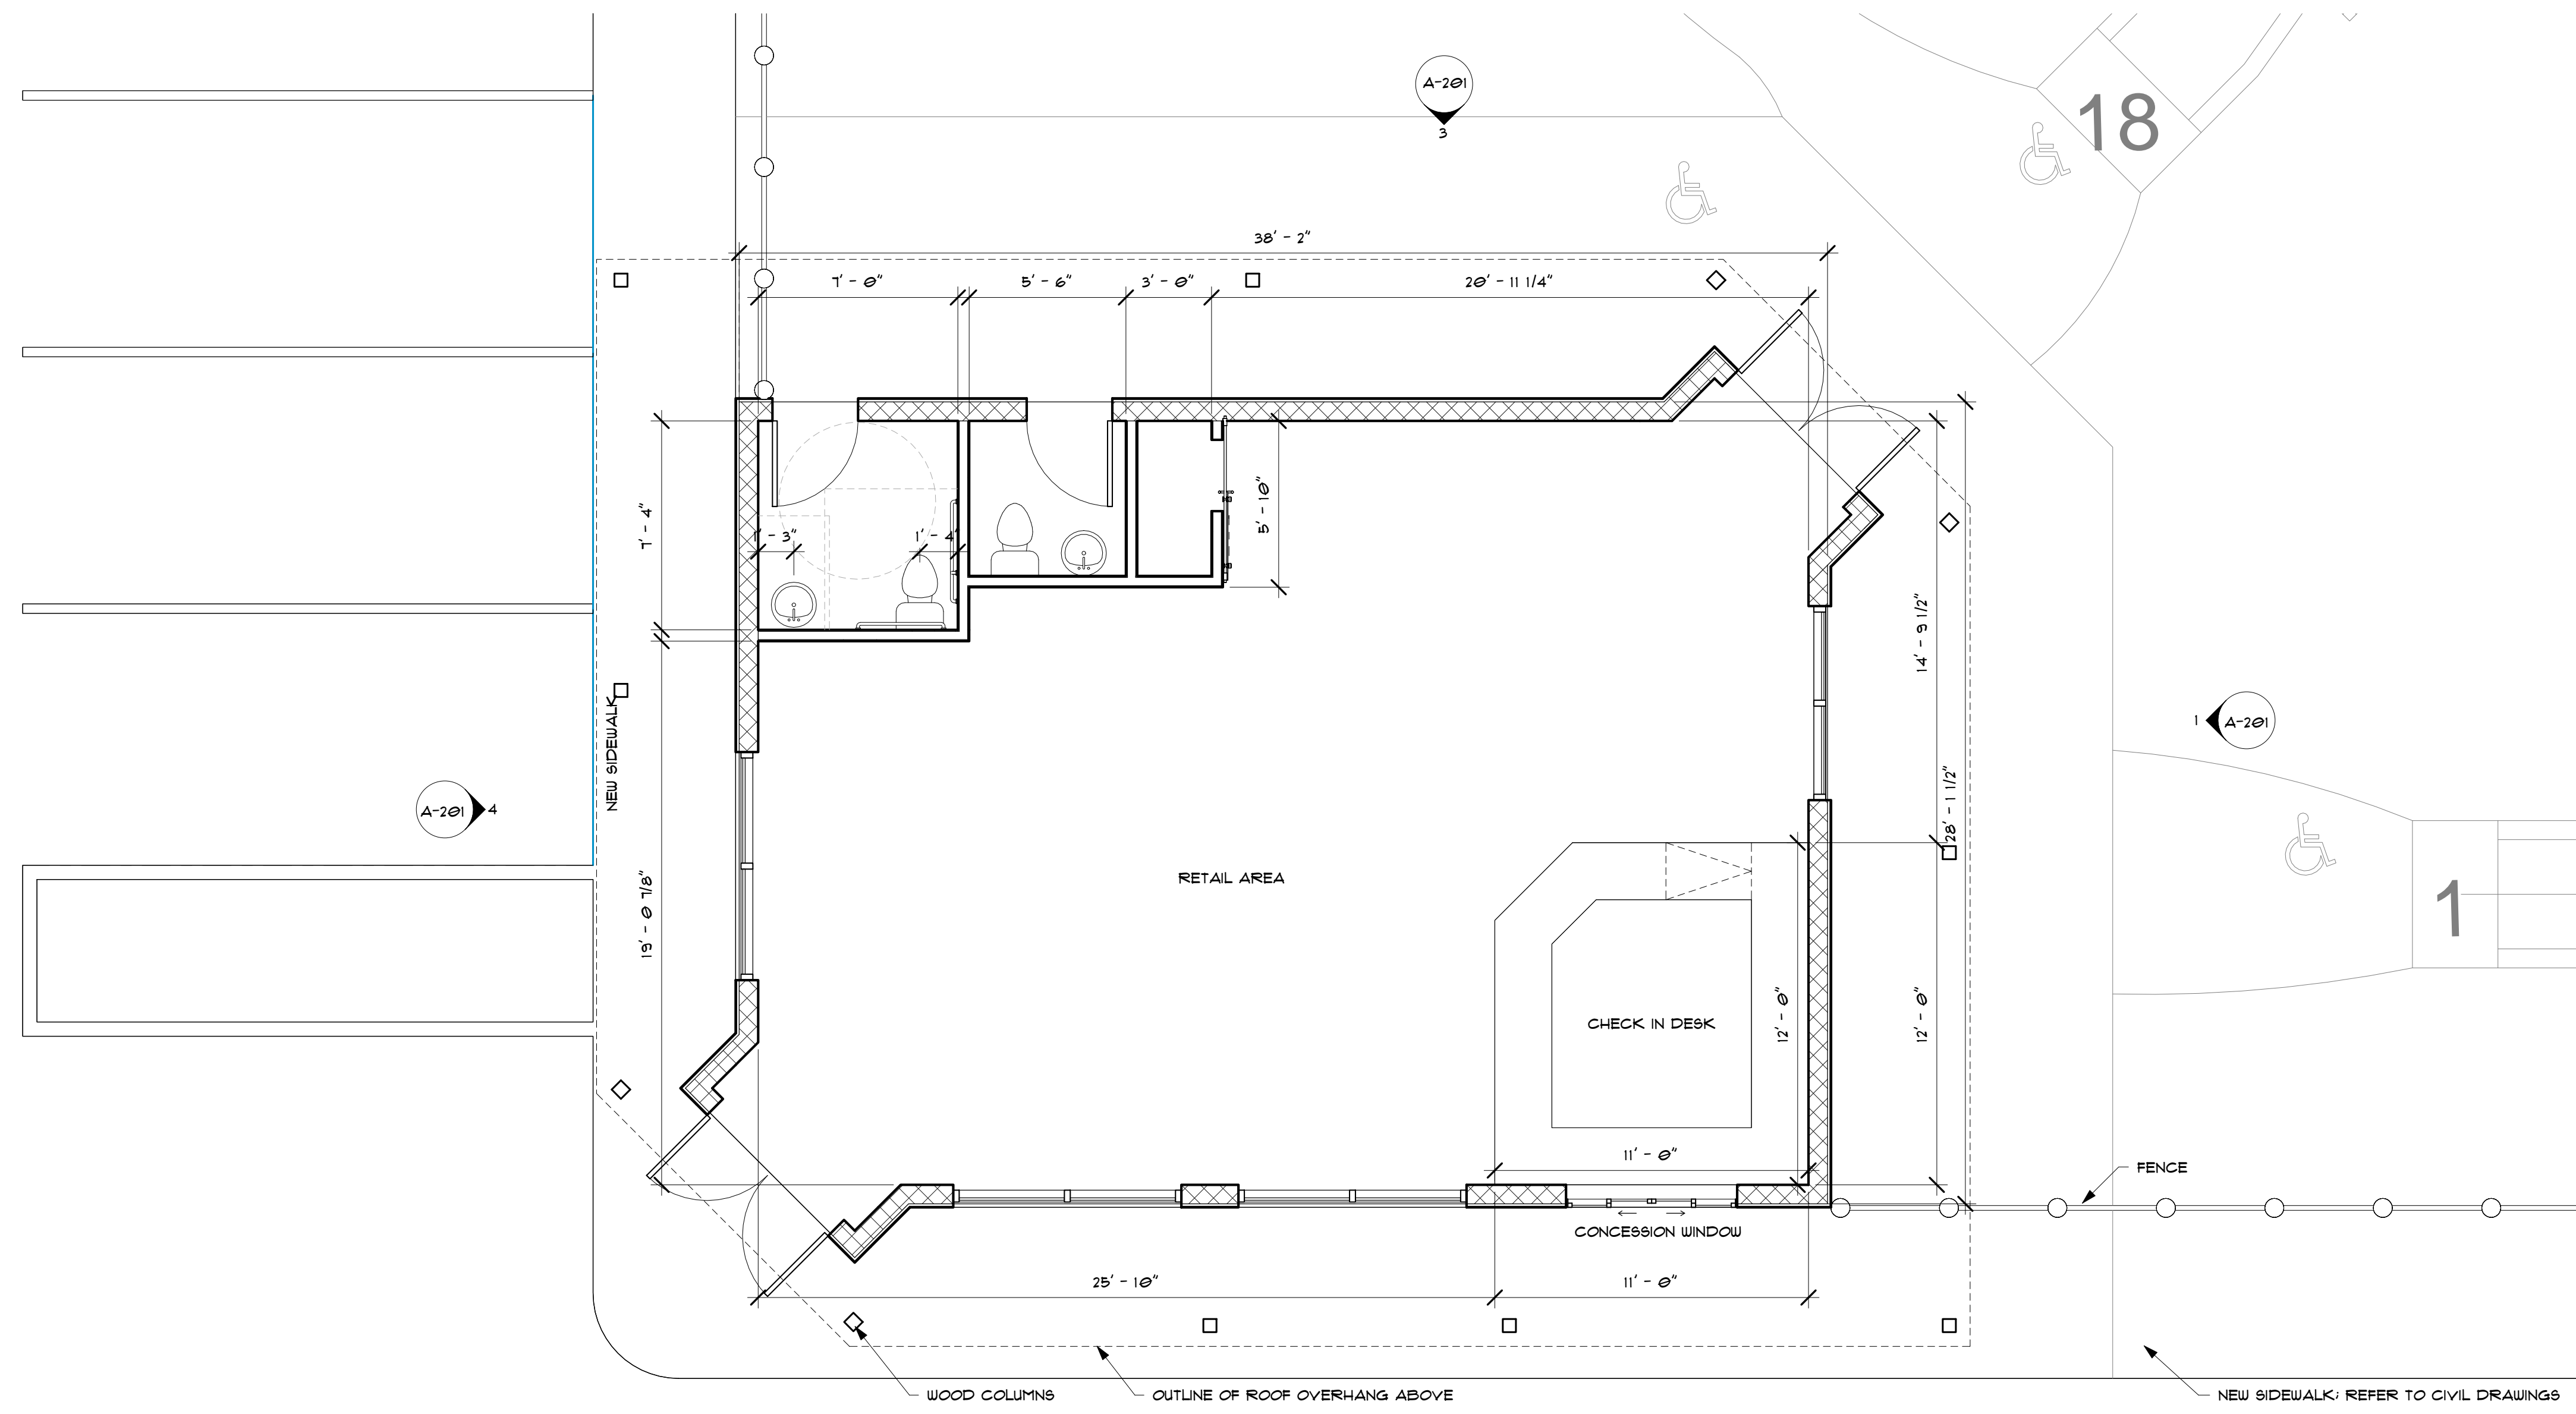 A-201
3
18
38' - 2"
7' - 0"
5' - 6"
3' - 0"
20' - 11 1/4"
7' - 4"
1' - 3"
1' - 4"
5' - 10"
14' - 9 1/2"
NEW SIDEWALK
28' - 1 1/2"
1
A-201
A-201
4
19' - 0 7/8"
RETAIL AREA
1
CHECK IN DESK
12' - 0"
12' - 0"
11' - 0"
FENCE
CONCESSION WINDOW
25' - 10"
11' - 0"
WOOD COLUMNS
OUTLINE OF ROOF OVERHANG ABOVE
NEW SIDEWALK; REFER TO CIVIL DRAWINGS